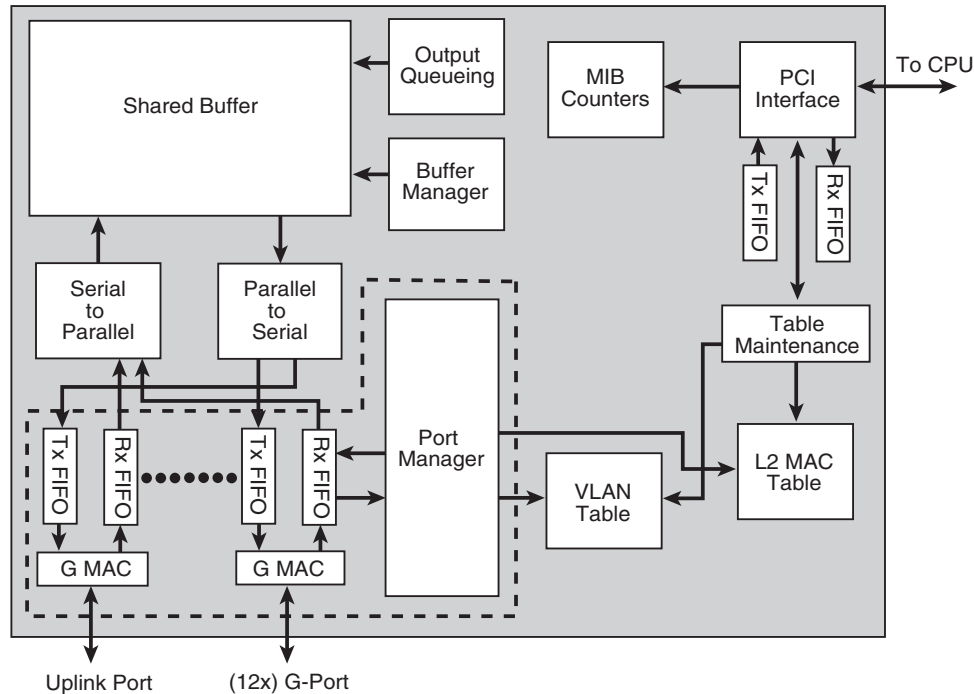 Shared Buffer
Output
Queueing
Buffer
Manager
MIB
Counters
PCI
Interface
To CPU
Tx FIFO
Rx FIFO
Serial
to
Parallel
Parallel
to
Serial
Table
Maintenance
Tx FIFO
Rx FIFO
Tx FIFO
Rx FIFO
Port
Manager
VLAN
Table
L2 MAC
Table
G MAC
G MAC
Uplink Port
(12x) G-Port